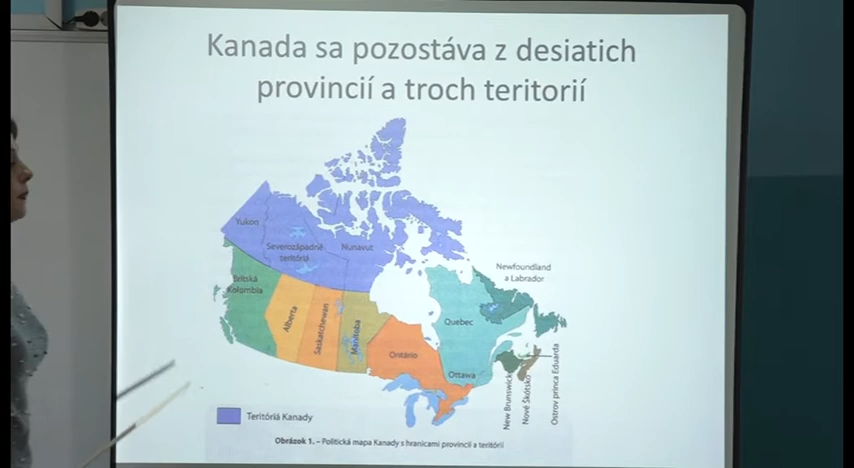 Kanada sa pozostáva z desiatich
provincií a troch teritorií
Yukon
Severozápadné
teritóriá
Nunavut
Newfoundland
a Labrador
Britská
Kolombia
Alberta
Saskatchewan
Manitoba
Quebec
Ontário
Ottawa
New Brunswick
Nové Škótsko
Ostrov princa Eduarda
Teritóriá Kanady
Obrázok 1. – Politická mapa Kanady s hranicami provincií a teritórií